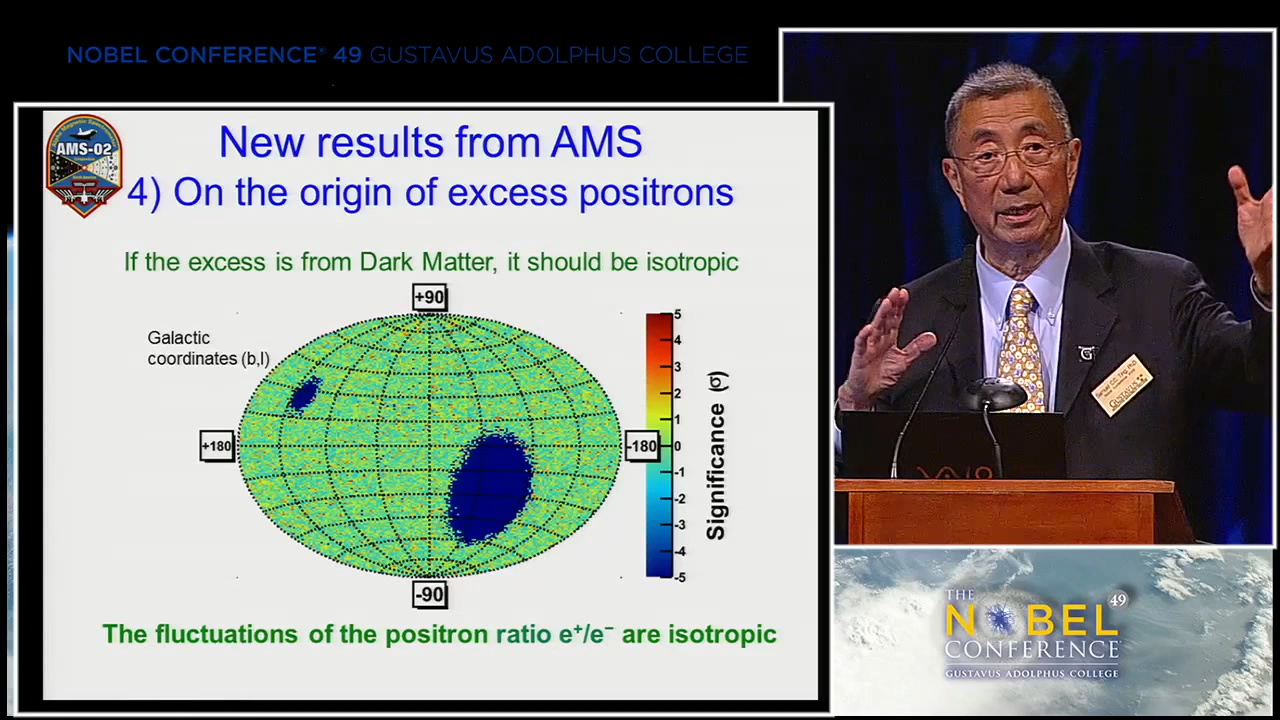 NOBEL CONFERENCE® 49 GUSTAVUS ADOLPHUS COLLEGE
AMS-02
New results from AMS
4) On the origin of excess positrons
If the excess is from Dark Matter, it should be isotropic
+90
Galactic
coordinates (b,l)
+180
-180
-90
5
4
3
2
1
0
-1
-2
-3
-4
-5
Significance (σ)
The fluctuations of the positron ratio e⁺/e⁻ are isotropic
VAIO
GUSTAVUS
THE
NOBEL 49
CONFERENCE
GUSTAVUS ADOLPHUS COLLEGE